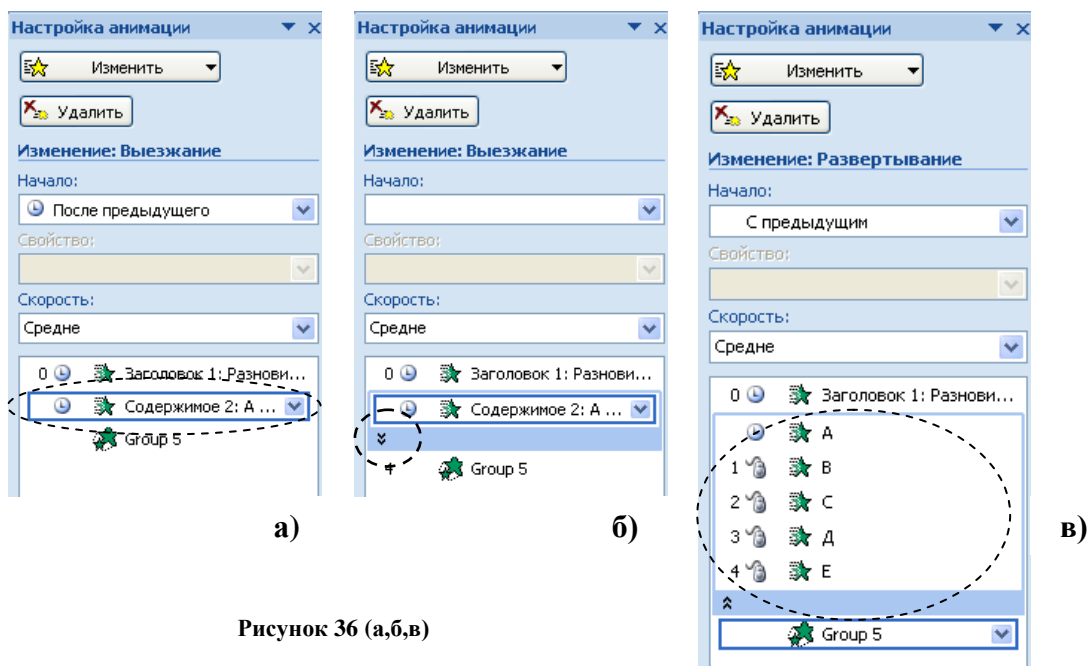 Настройка анимации
Изменить
Удалить
Изменение: Выезжание
Начало:
После предыдущего
Свойство:
Скорость:
Средне
0 Заголовок 1: Разнови...
Содержимое 2: А ...
Group 5
а)
Настройка анимации
Изменить
Удалить
Изменение: Выезжание
Начало:
Свойство:
Скорость:
Средне
0 Заголовок 1: Разнови...
Содержимое 2: А ...
4 Group 5
б)
Настройка анимации
Изменить
Удалить
Изменение: Развертывание
Начало:
С предыдущим
Свойство:
Скорость:
Средне
0 Заголовок 1: Разнови...
А
1 В
2 С
3 Д
4 Е
Group 5
в)
Рисунок 36 (а,б,в)